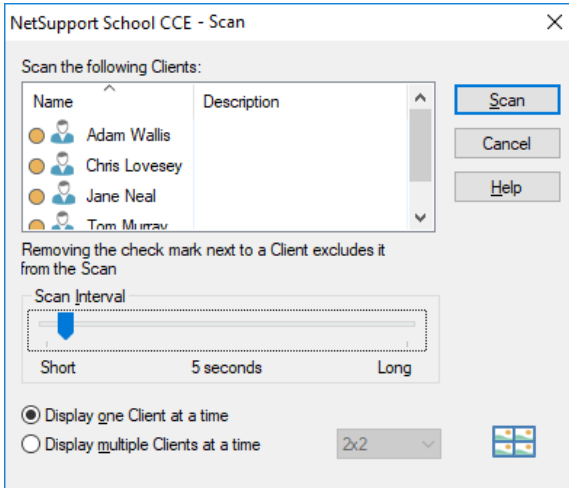 NetSupport School CCE - Scan
Scan the following Clients:
Name Description
Adam Wallis
Chris Lovesey
Jane Neal
Tom Murray
Scan
Cancel
Help
Removing the check mark next to a Client excludes it
from the Scan
Scan Interval
Short 5 seconds Long
Display one Client at a time
Display multiple Clients at a time 2x2